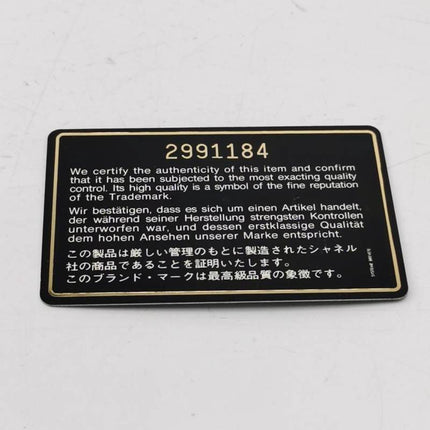 2991184
We certify the authenticity of this item and confirm
that it has been subjected to the most exacting quality
control. Its high quality is a symbol of the fine reputation
of the Trademark.
Wir bestätigen, dass es sich um einen Artikel handelt,
der während seiner Herstellung strengsten Kontrollen
unterworfen war, und dessen erstklassige Qualität
dem hohen Ansehen unserer Marke entspricht.
この製品は厳しい管理のもとに製造されたシャネル
社の商品であることを証明いたします。
このブランド・マークは最高級品質の象徴です。